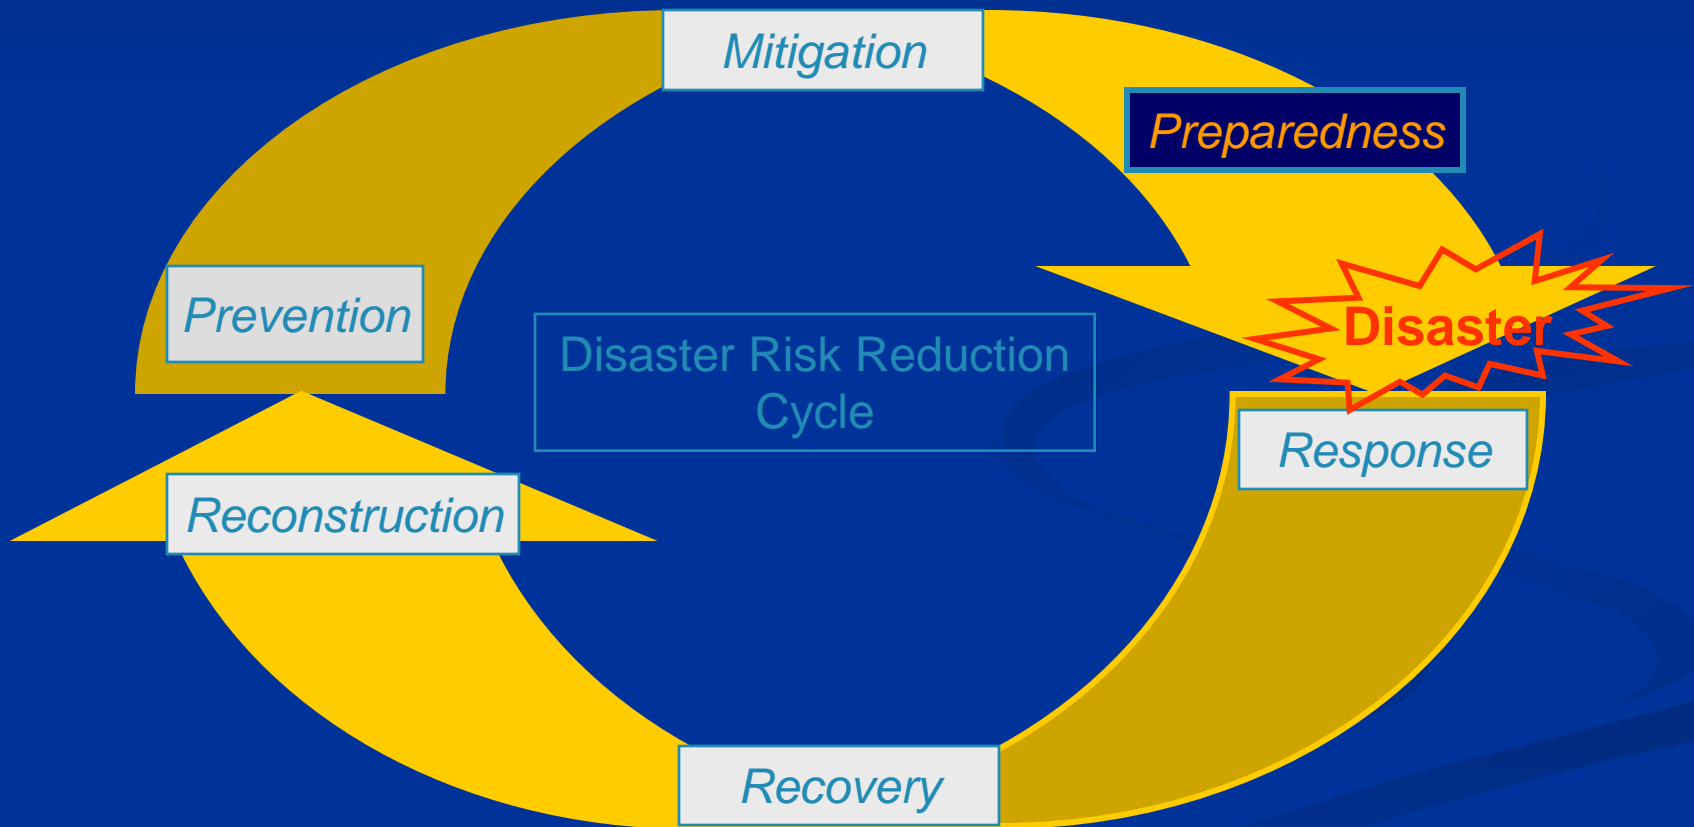 Mitigation
Preparedness
Prevention
Disaster
Disaster Risk Reduction
Cycle
Response
Reconstruction
Recovery